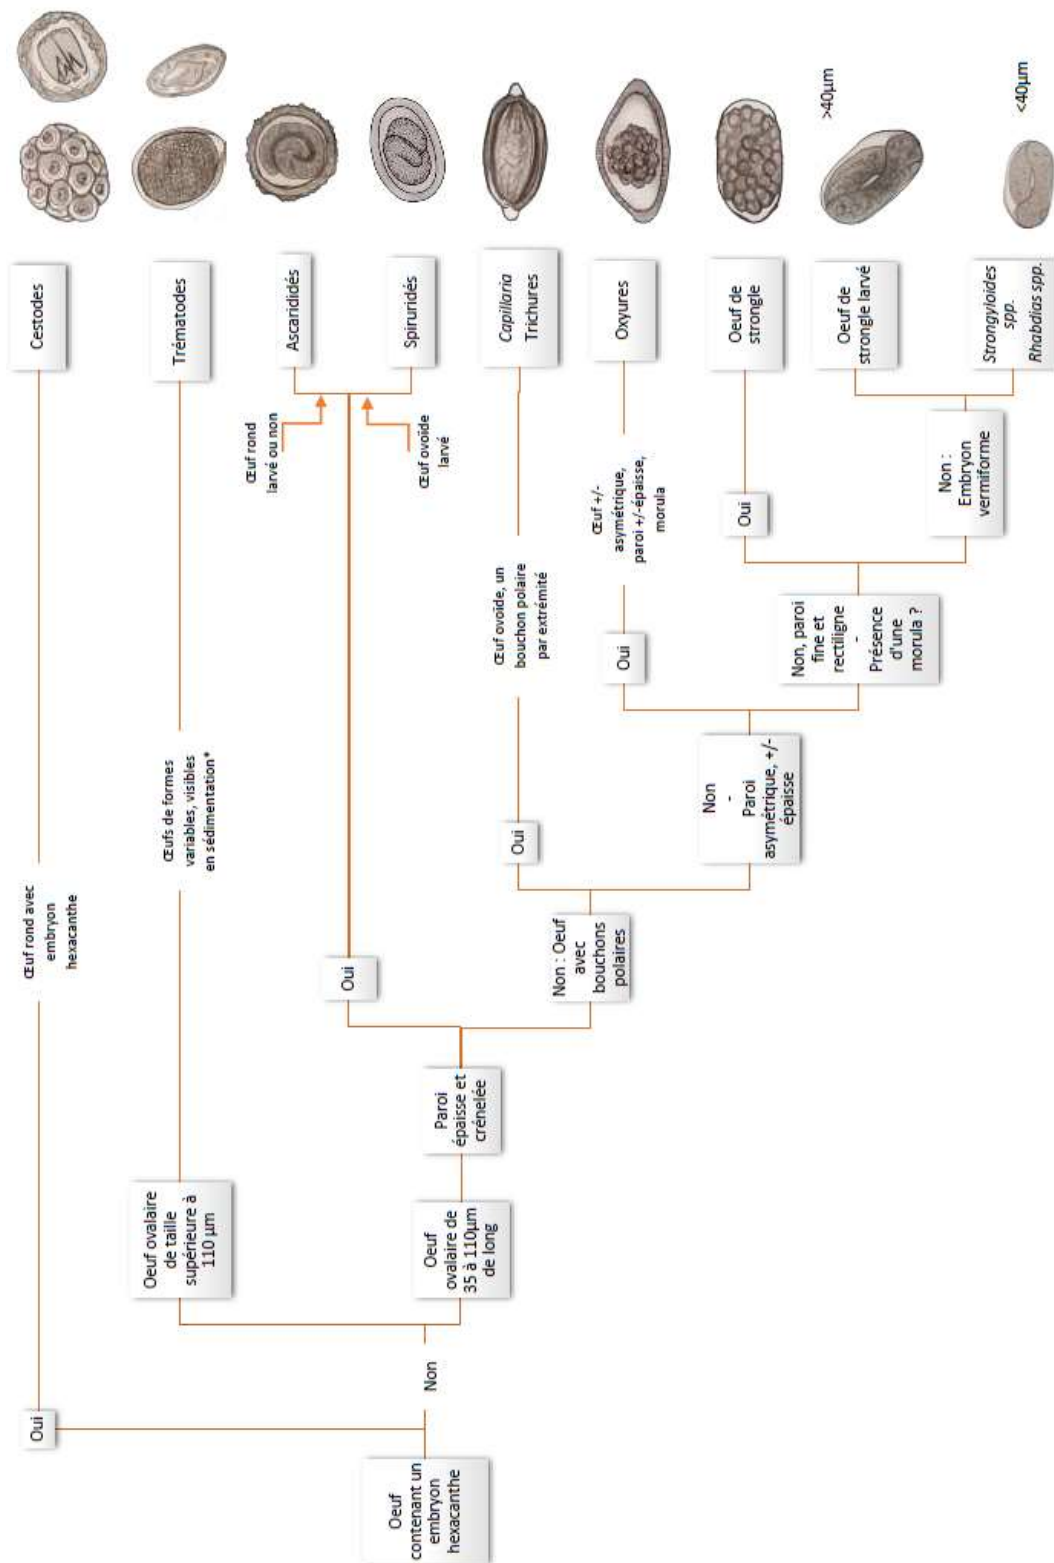 Oeuf
contenant un
embryon
hexacanthe
Oui
Non
Œuf rond avec
embryon
hexacanthe
Cestodes
Oeuf ovalaire
de taille
supérieure à
110 µm
Œufs de formes
variables, visibles
en sédimentation*
Trématodes
Oeuf
ovalaire de
35 à 110µm
de long
Paroi
épaisse et
crénelée
Oui
Œuf rond
larvé ou non
Ascarididés
Œuf ovoïde
larvé
Spiruridés
Non : Oeuf
avec
bouchons
polaires
Oui
Œuf ovoïde, un
bouchon polaire
par extrémité
Capillaria
Trichures
Non
-
Paroi
asymétrique, +/-
épaisse
Oui
Œuf +/-
asymétrique,
paroi +/-épaisse,
morula
Oxyures
Non, paroi
fine et
rectiligne
-
Présence
d'une
morula ?
Oui
Oeuf de
strongle
Non :
Embryon
vermiforme
Oeuf de
strongle larvé
>40µm
Strongyloides
spp.
Rhabdias spp.
<40µm